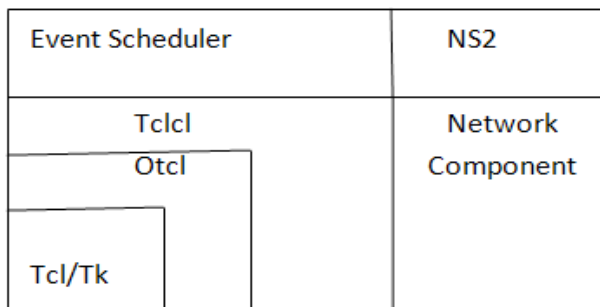 Event Scheduler
NS2
Tclcl
Otcl
Tcl/Tk
Network
Component